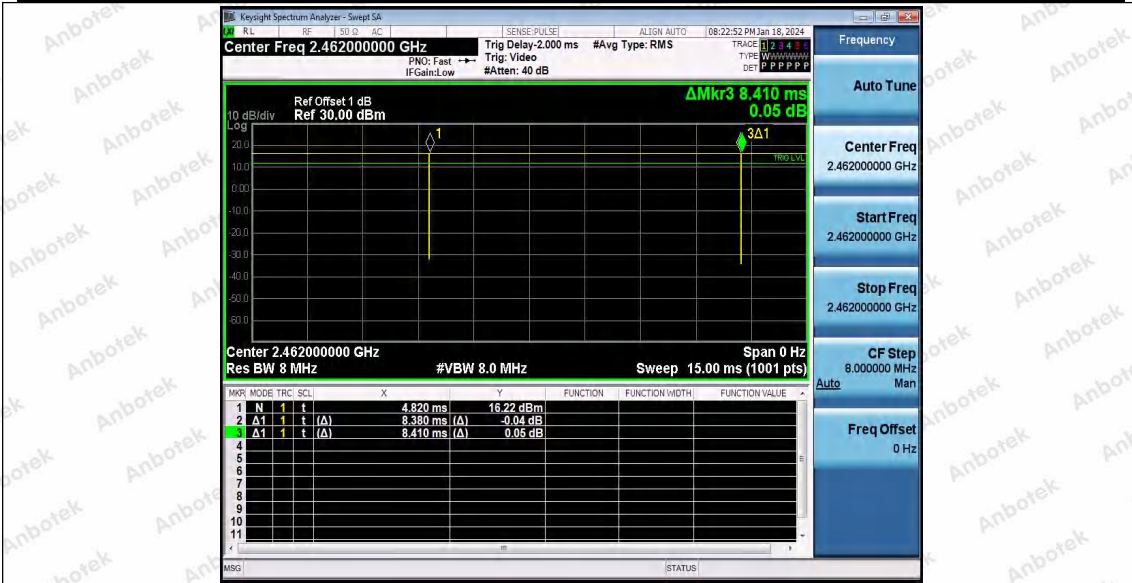 Keysight Spectrum Analyzer - Swept SA
RL RF 50 Ω AC SENSE:PULSE ALIGN AUTO 08:22:52 PM Jan 18, 2024
Center Freq 2.462000000 GHz
PNO: Fast
IFGain:Low
Trig Delay-2.000 ms
Trig: Video
#Atten: 40 dB
#Avg Type: RMS
TRACE 1 2 3 4 5 6
TYPE WWWWWW
DET P P P P P P
Ref Offset 1 dB
10 dB/div Ref 30.00 dBm
Log
ΔMkr3 8.410 ms
0.05 dB
1
3Δ1
TRIG LVL
20.0
10.0
0.00
-10.0
-20.0
-30.0
-40.0
-50.0
-60.0
Center 2.462000000 GHz Span 0 Hz
Res BW 8 MHz #VBW 8.0 MHz Sweep 15.00 ms (1001 pts)
MKR MODE TRC SCL X Y FUNCTION FUNCTION WIDTH FUNCTION VALUE
1 N 1 t 4.820 ms 16.22 dBm
2 Δ1 1 t (Δ) 8.380 ms (Δ) -0.04 dB
3 Δ1 1 t (Δ) 8.410 ms (Δ) 0.05 dB
4
5
6
7
8
9
10
11
MSG STATUS
Frequency
Auto Tune
Center Freq
2.462000000 GHz
Start Freq
2.462000000 GHz
Stop Freq
2.462000000 GHz
CF Step
8.000000 MHz
Auto Man
Freq Offset
0 Hz
Anbotek